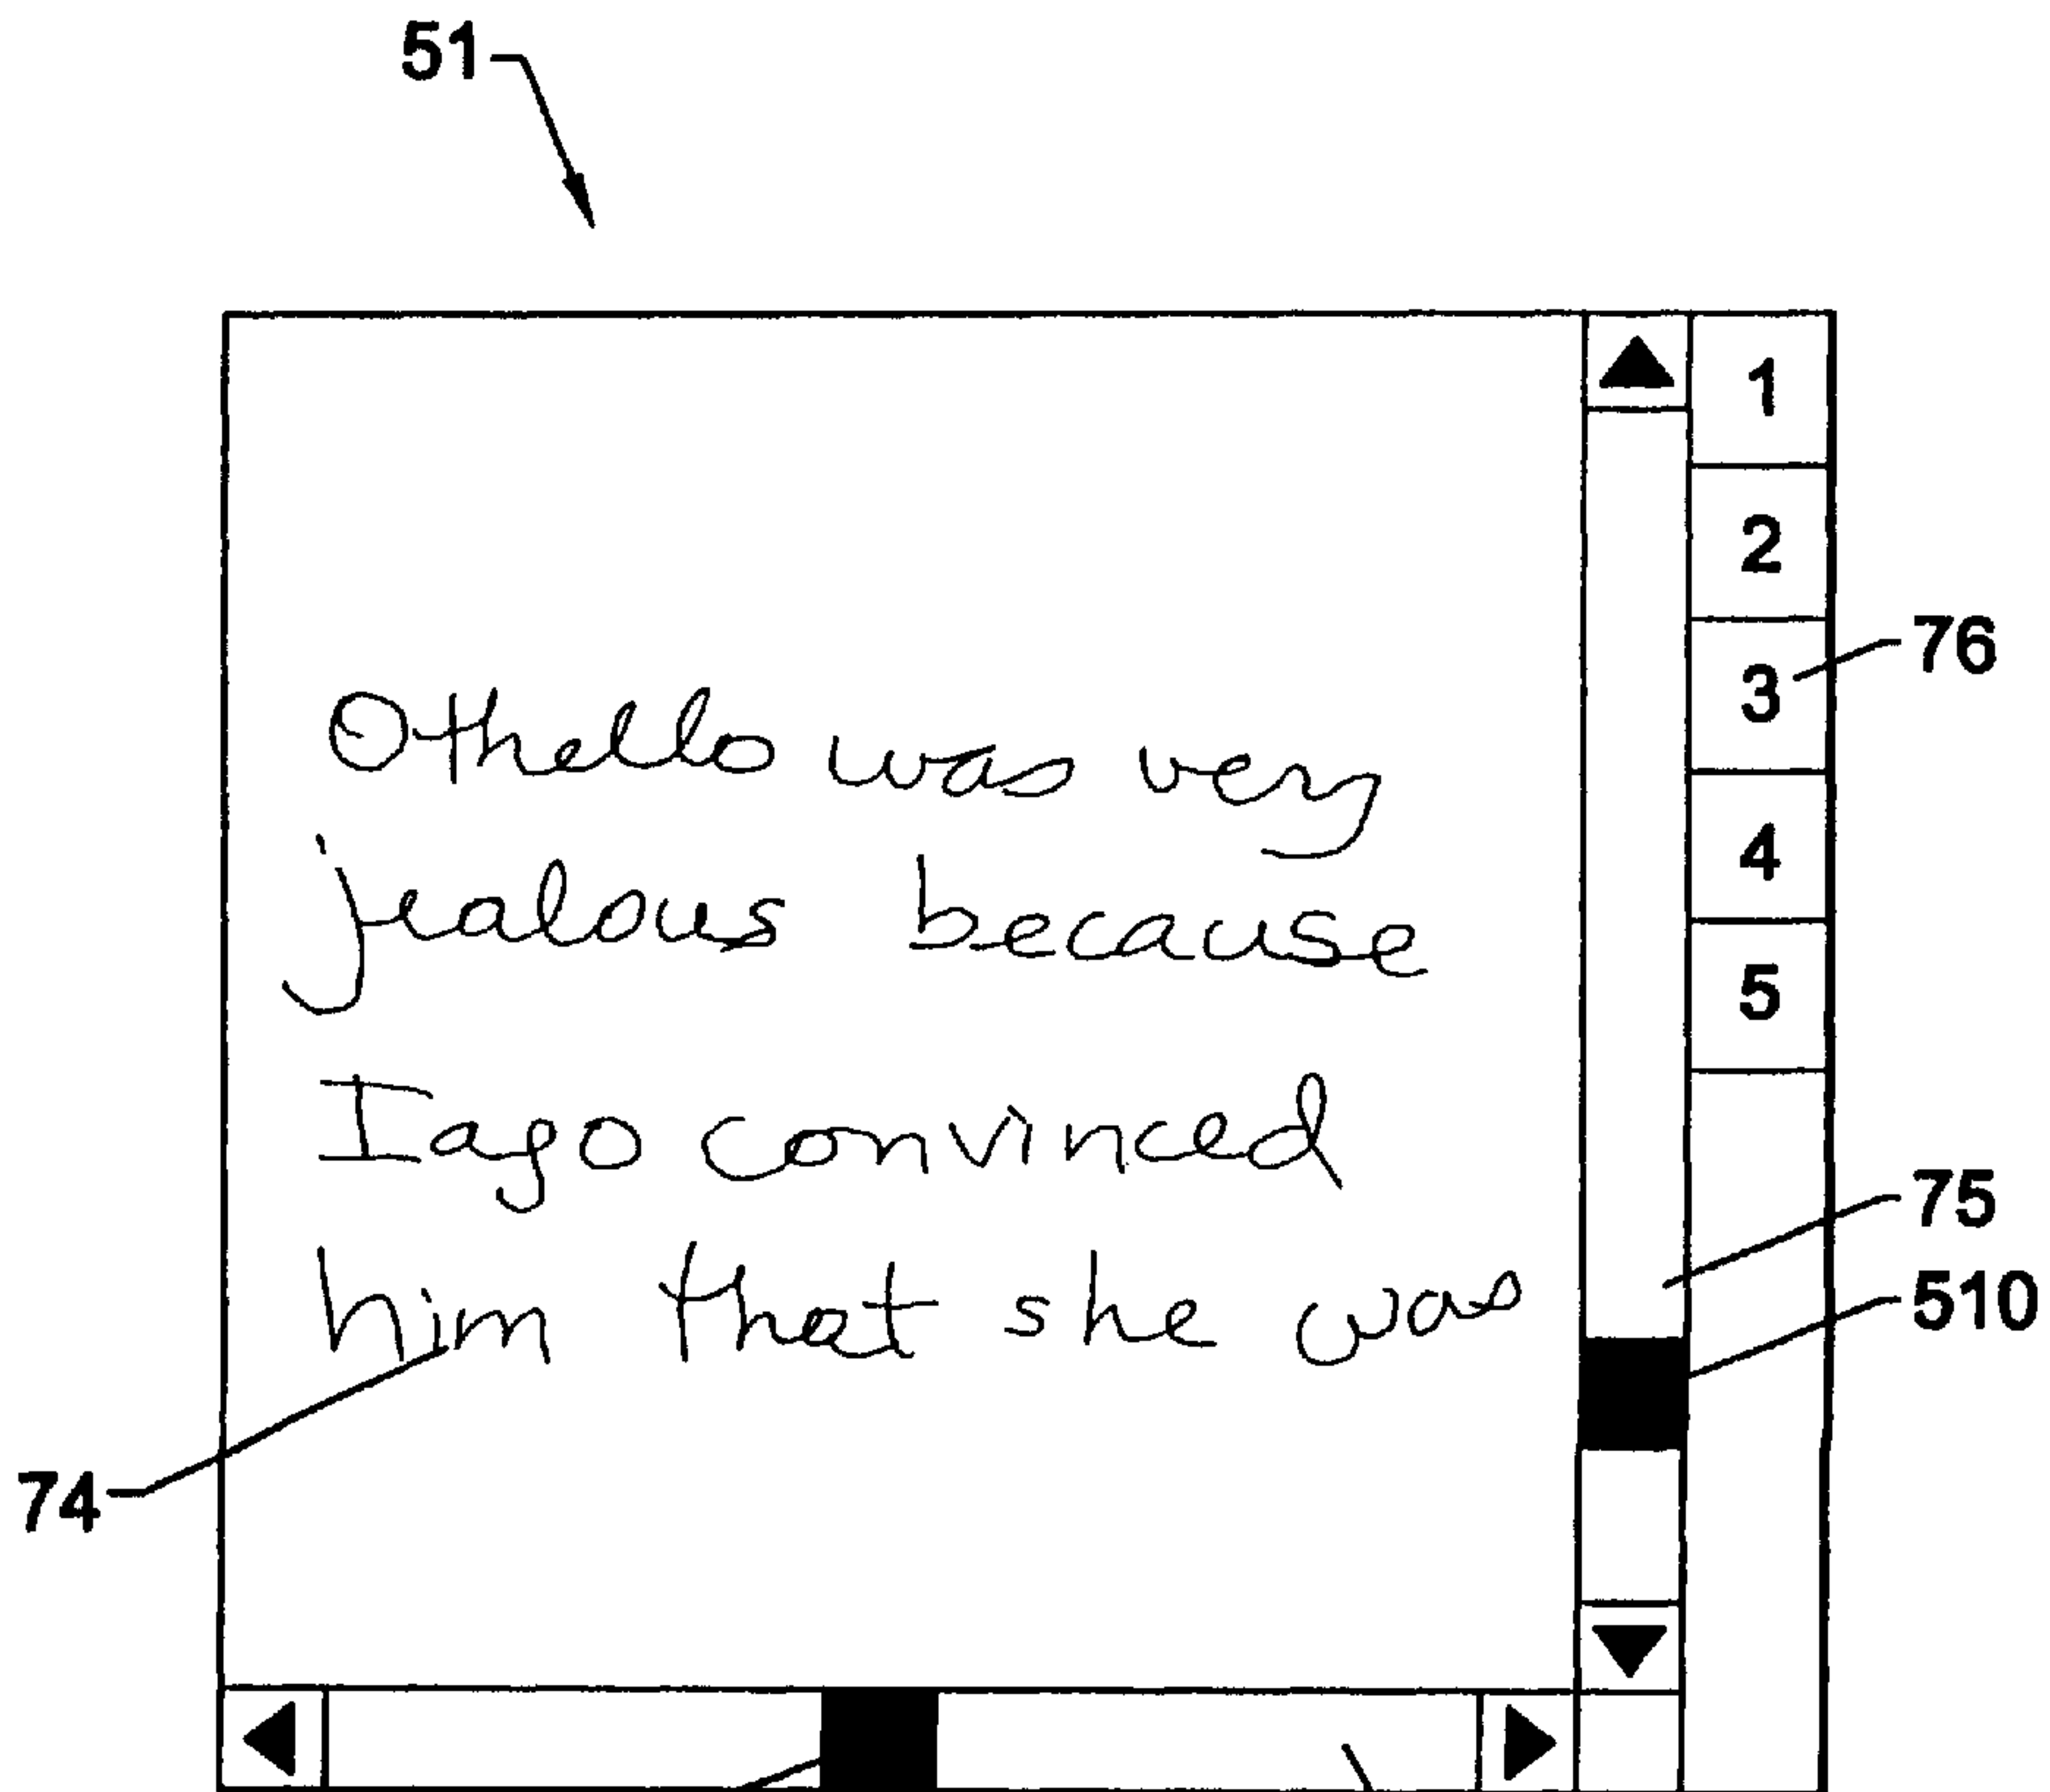 51
1
2
76
3
Othello was very
4
jealous because
5
Iago convinced
75
him that she was
510
74